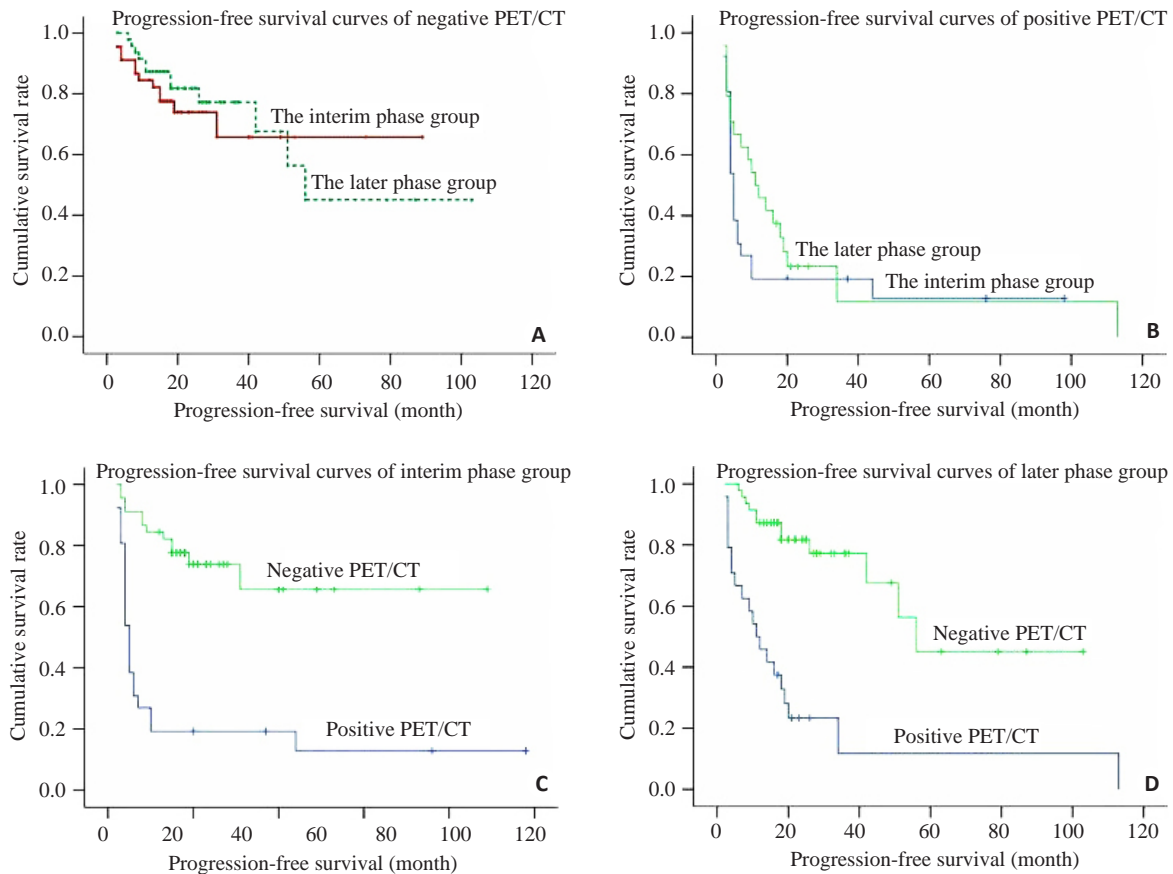 Progression-free survival curves of negative PET/CT
1.0
0.8
0.6
0.4
0.2
0.0
Cumulative survival rate
The interim phase group
The later phase group
A
0 20 40 60 80 100 120
Progression-free survival (month)
Progression-free survival curves of positive PET/CT
1.0
0.8
0.6
0.4
0.2
0.0
Cumulative survival rate
The later phase group
The interim phase group
B
0 20 40 60 80 100 120
Progression-free survival (month)
Progression-free survival curves of interim phase group
1.0
0.8
0.6
0.4
0.2
0.0
Cumulative survival rate
Negative PET/CT
Positive PET/CT
C
0 20 40 60 80 100
Progression-free survival (month)
Progression-free survival curves of later phase group
1.0
0.8
0.6
0.4
0.2
0.0
Cumulative survival rate
Negative PET/CT
Positive PET/CT
D
0 20 40 60 80 100 120
Progression-free survival (month)